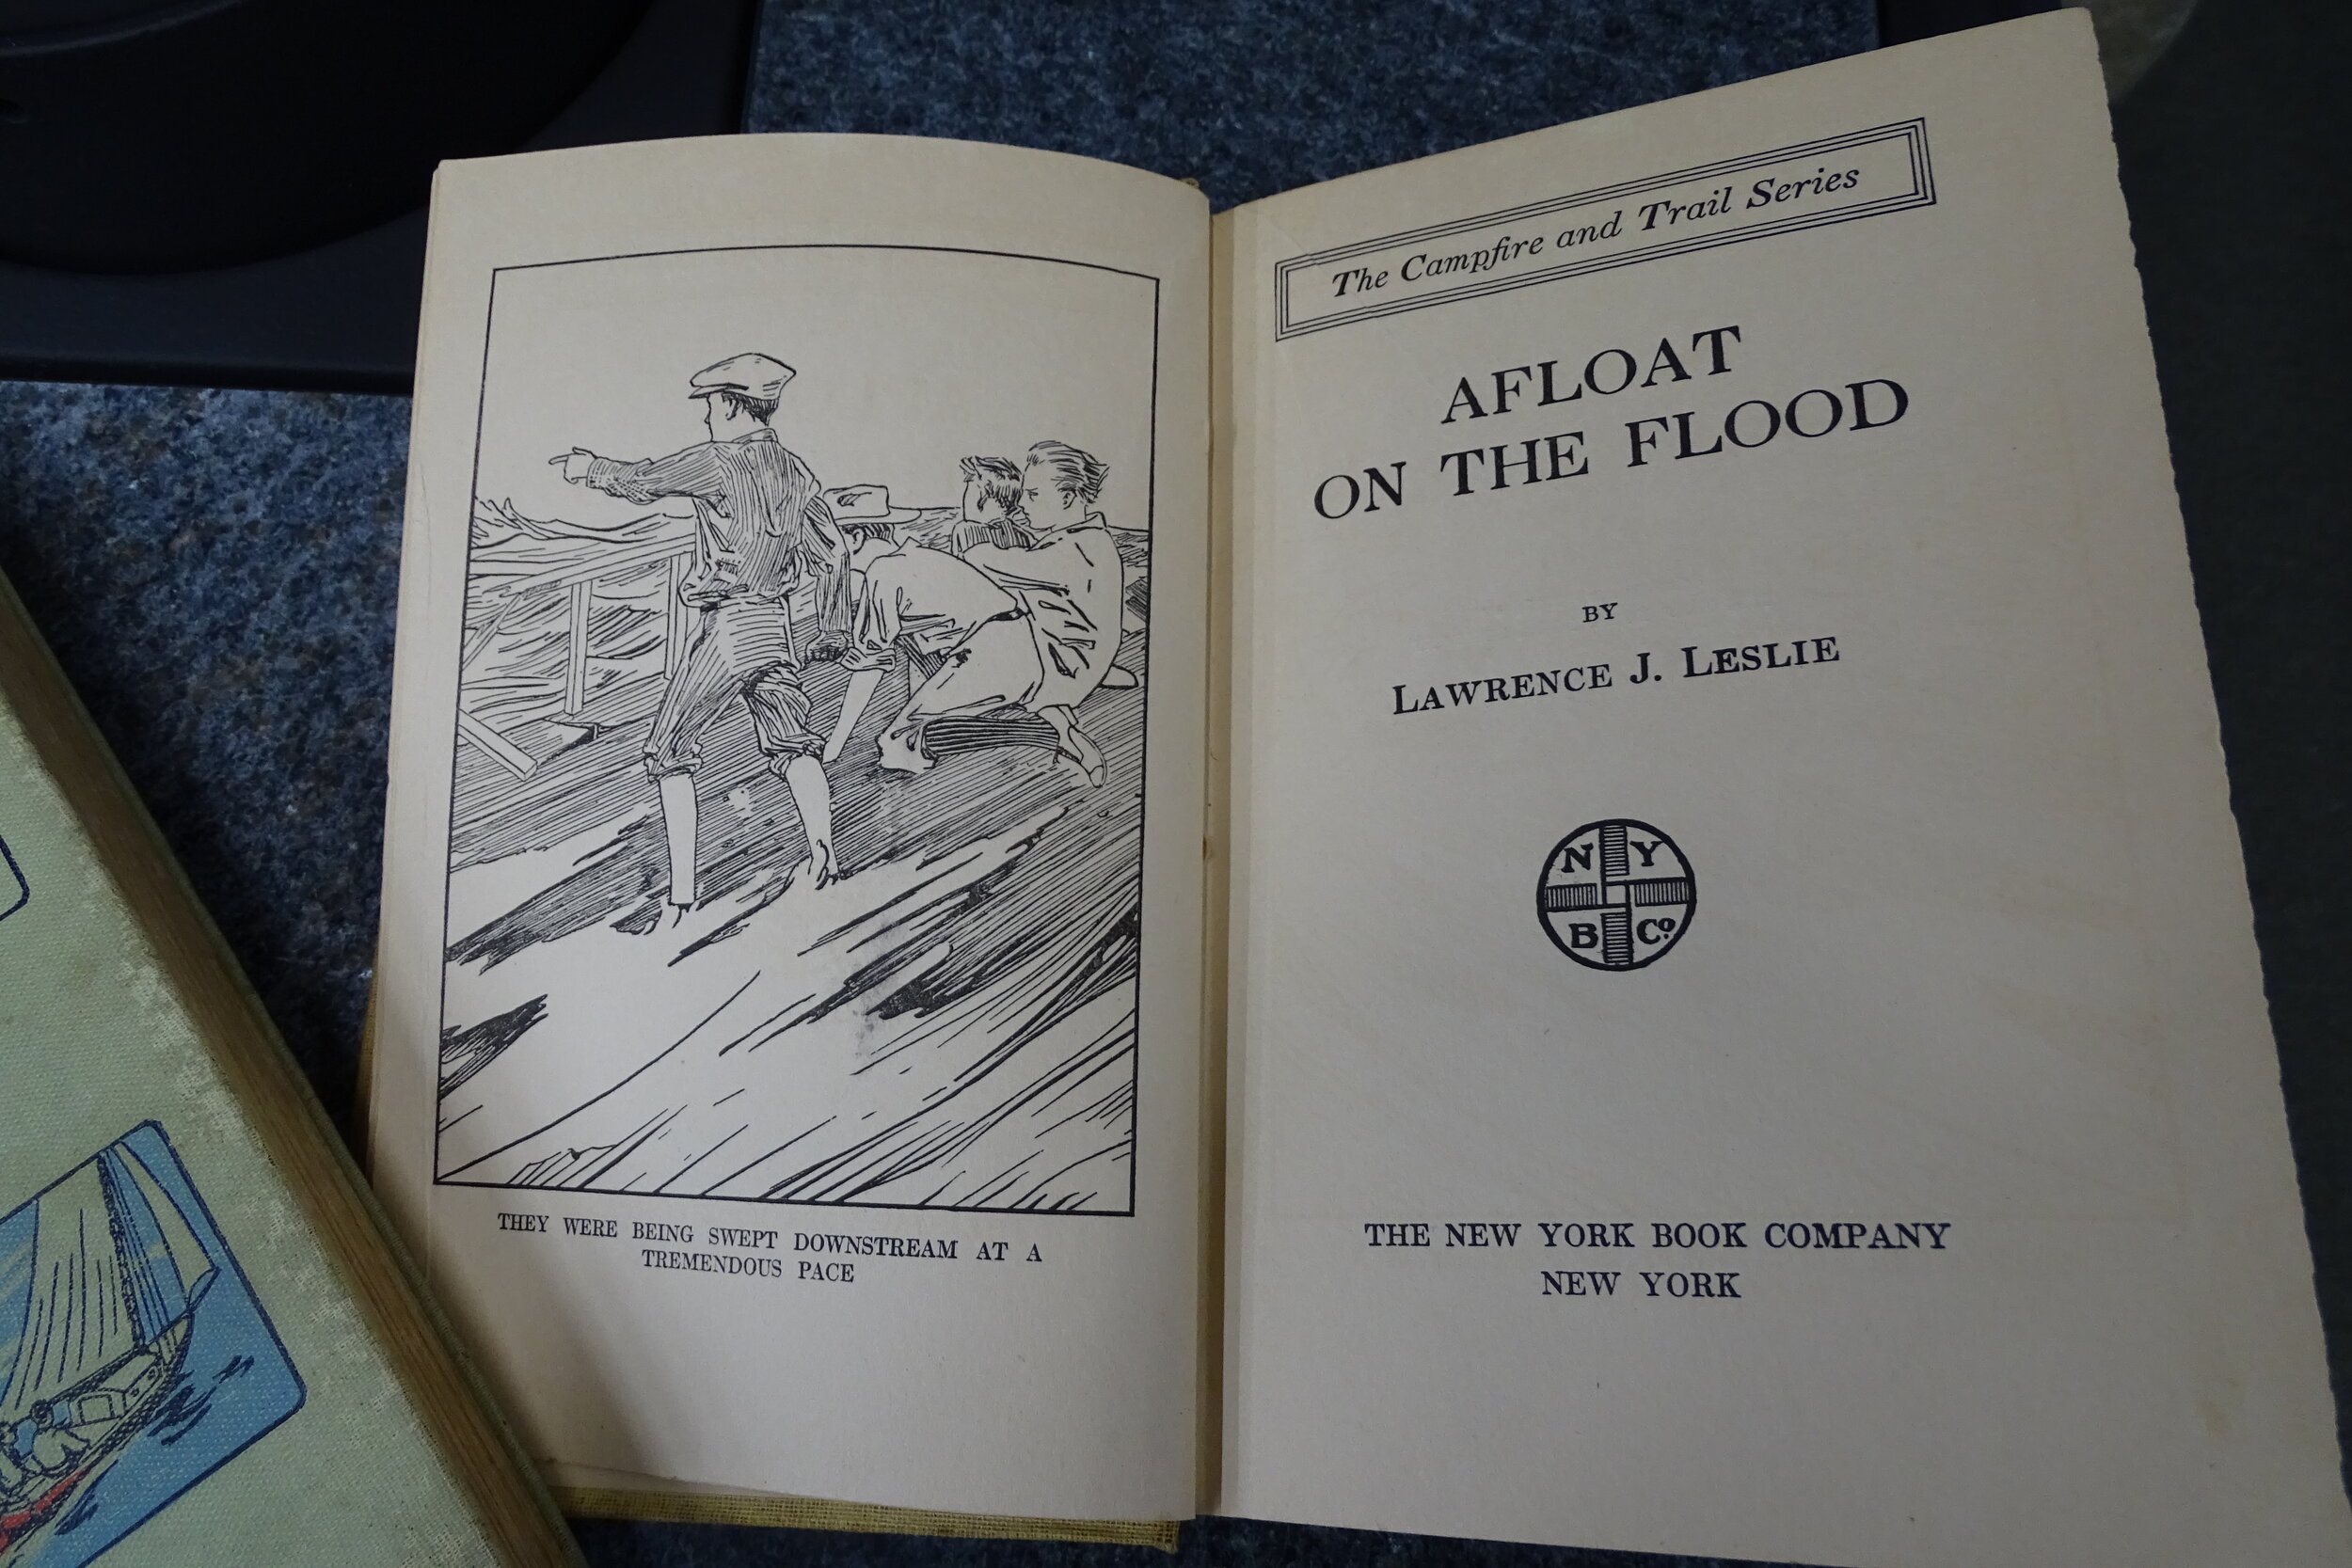 THEY WERE BEING SWEPT DOWNSTREAM AT A
TREMENDOUS PACE
The Campfire and Trail Series
AFLOAT
ON THE FLOOD
BY
LAWRENCE J. LESLIE
N Y
B Co.
THE NEW YORK BOOK COMPANY
NEW YORK